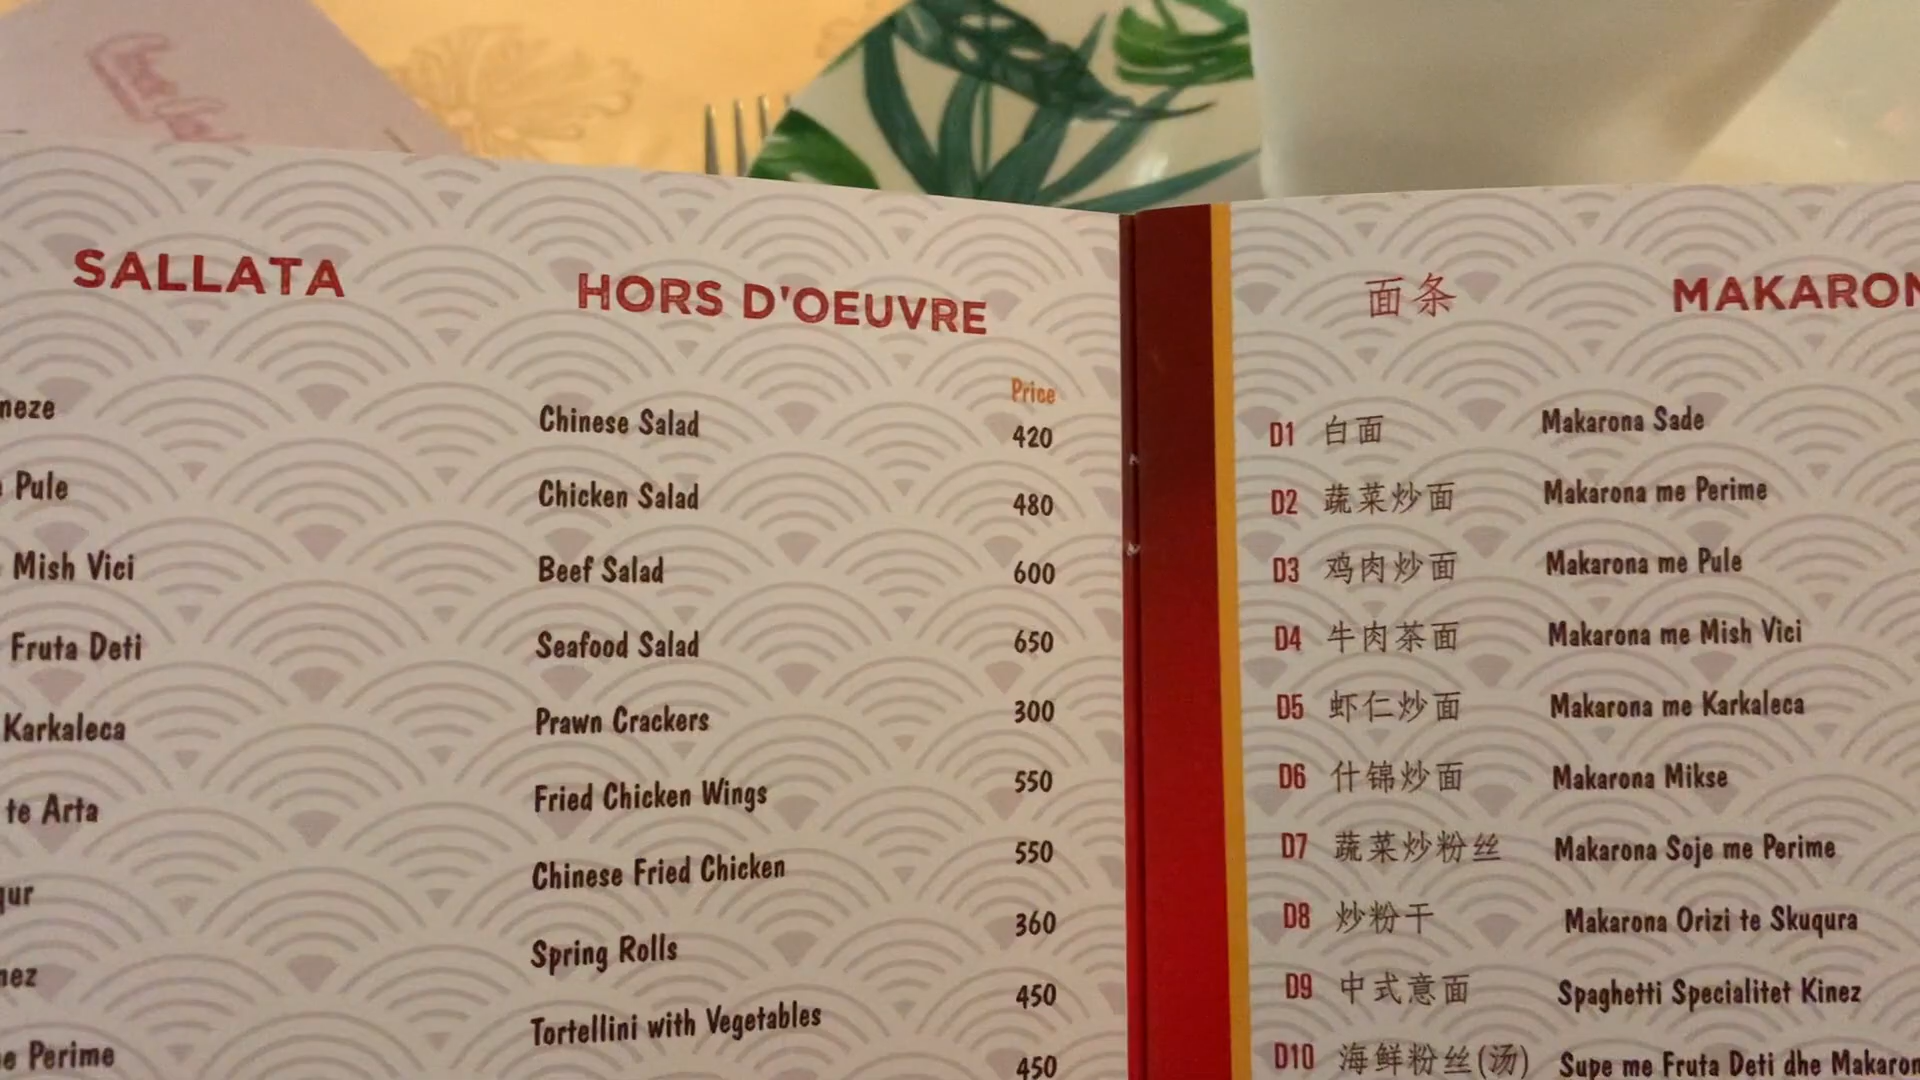 SALLATA
HORS D'OEUVRE
Price
Chinese Salad 420
Pule
Chicken Salad 480
Mish Vici
Beef Salad 600
Fruta Deti
Seafood Salad 650
Karkaleca
Prawn Crackers 300
te Arta
Fried Chicken Wings 550
Chinese Fried Chicken 550
Spring Rolls 360
Perime
Tortellini with Vegetables 450
450
面条 MAKARON
D1 白面 Makarona Sade
D2 蔬菜炒面 Makarona me Perime
D3 鸡肉炒面 Makarona me Pule
D4 牛肉茶面 Makarona me Mish Vici
D5 虾仁炒面 Makarona me Karkaleca
D6 什锦炒面 Makarona Mikse
D7 蔬菜炒粉丝 Makarona Soje me Perime
D8 炒粉干 Makarona Orizi te Skuqura
D9 中式意面 Spaghetti Specialitet Kinez
D10 海鲜粉丝(汤) Supe me Fruta Deti dhe Makaron